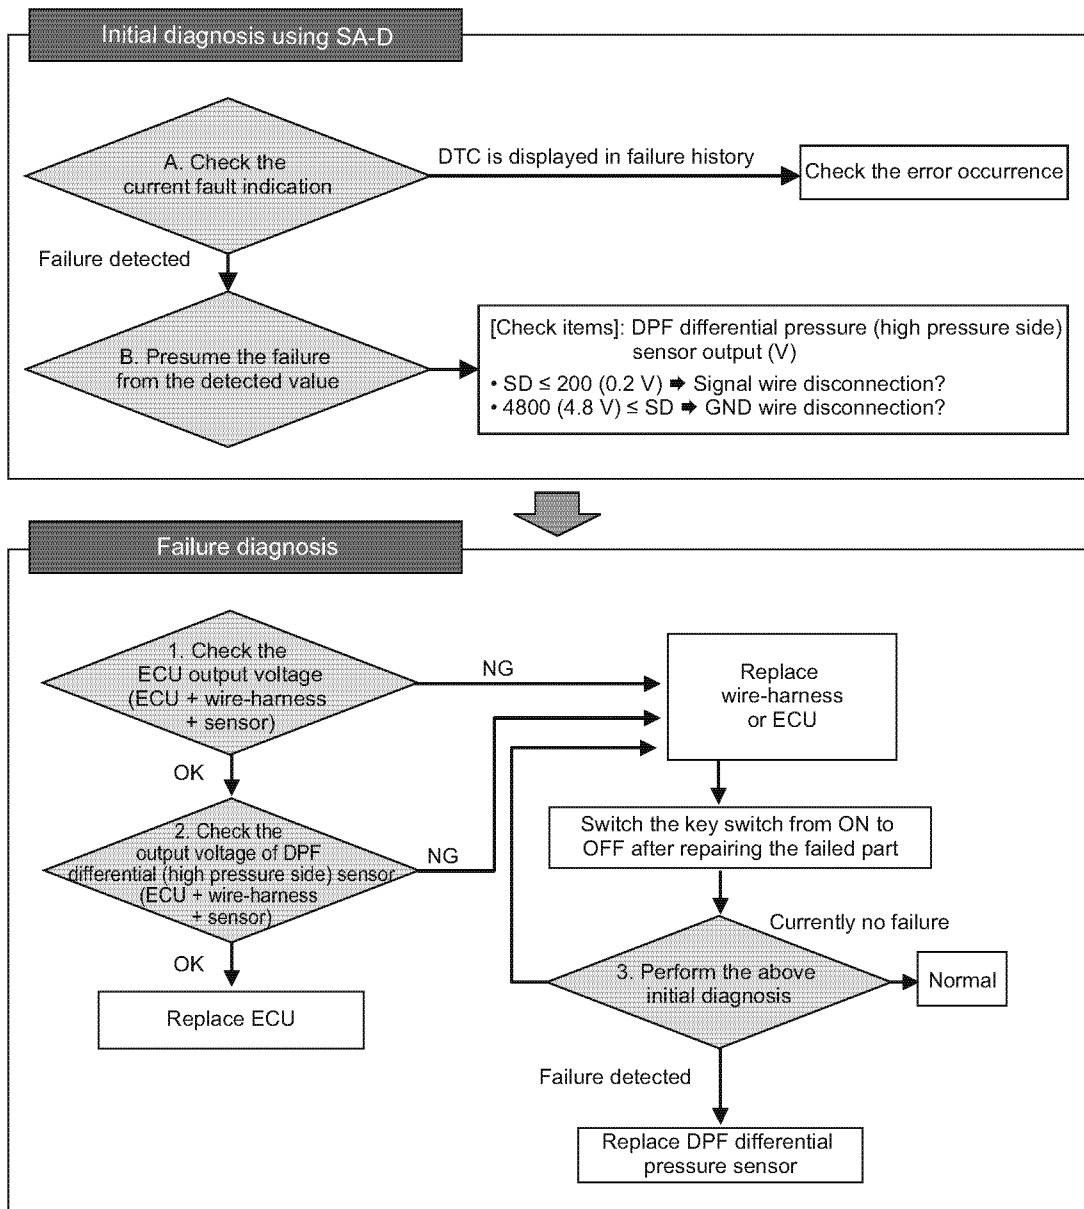 Initial diagnosis using SA-D
A. Check the
current fault indication
DTC is displayed in failure history
Check the error occurrence
Failure detected
B. Presume the failure
from the detected value
[Check items]: DPF differential pressure (high pressure side)
sensor output (V)
• SD ≤ 200 (0.2 V) ➡ Signal wire disconnection?
• 4800 (4.8 V) ≤ SD ➡ GND wire disconnection?
Failure diagnosis
1. Check the
ECU output voltage
(ECU + wire-harness
+ sensor)
NG
Replace
wire-harness
or ECU
OK
2. Check the
output voltage of DPF
differential (high pressure side) sensor
(ECU + wire-harness
+ sensor)
NG
Switch the key switch from ON to
OFF after repairing the failed part
OK
Replace ECU
Currently no failure
3. Perform the above
initial diagnosis
Normal
Failure detected
Replace DPF differential
pressure sensor